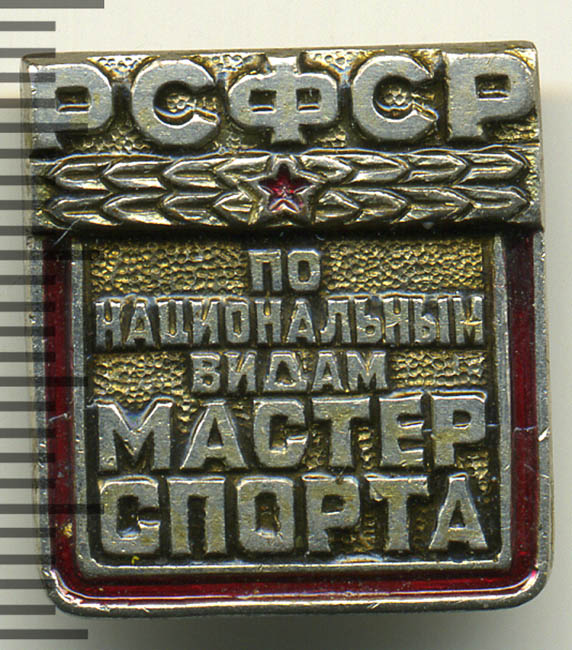 РСФСР
ПО
НАЦИОНАЛЬНЫМ
ВИДАМ
МАСТЕР
СПОРТА